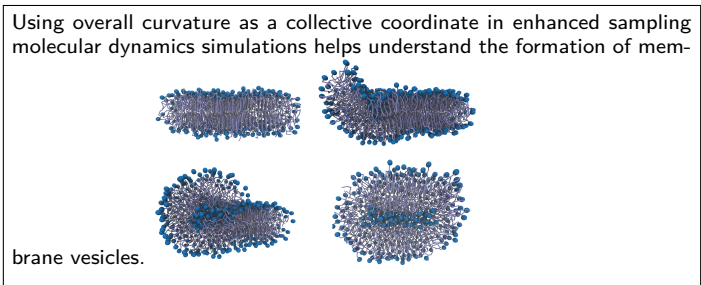 Using overall curvature as a collective coordinate in enhanced sampling
molecular dynamics simulations helps understand the formation of mem-
brane vesicles.